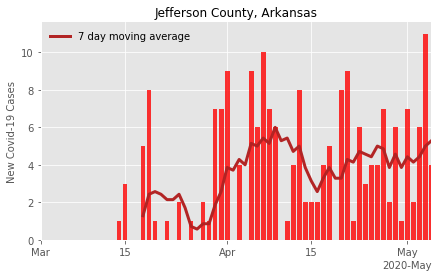 Jefferson County, Arkansas
7 day moving average
New Covid-19 Cases
10
8
6
4
2
0
Mar 15 Apr 15 May
2020-May